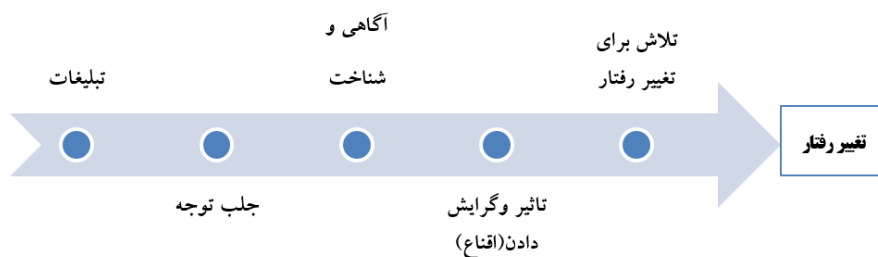 تبلیغات
جلب توجه
آگاهی و
شناخت
تاثیر وگرایش
دادن(اقناع)
تلاش برای
تغییر رفتار
تغییر رفتار